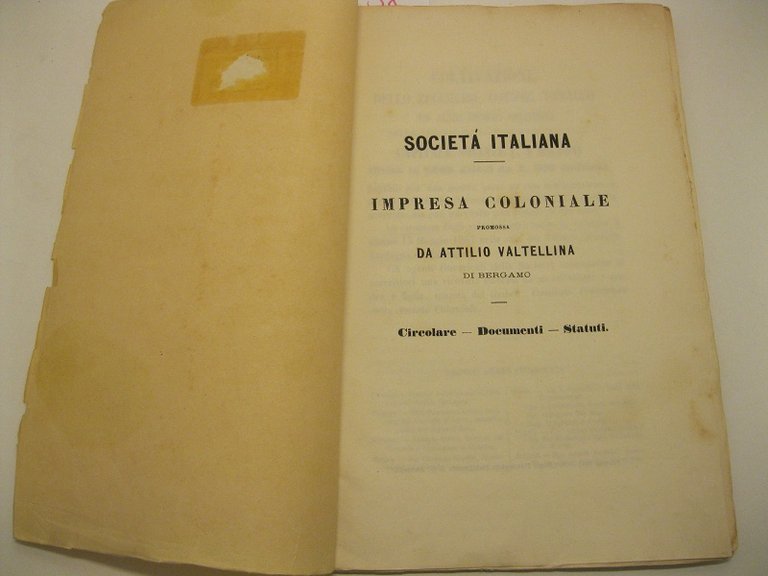 SOCIETÁ ITALIANA
IMPRESA COLONIALE
PROMOSSA
DA ATTILIO VALTELLINA
DI BERGAMO
Circolare — Documenti — Statuti.